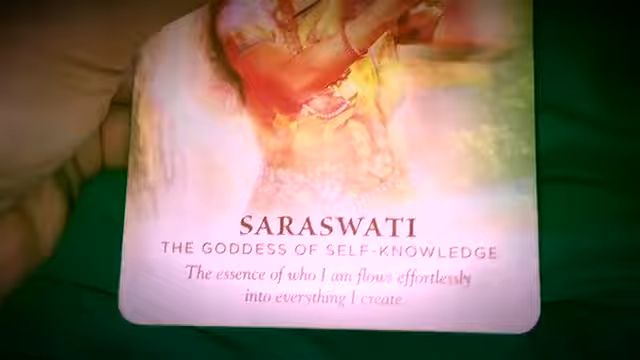 SARASWATI
THE GODDESS OF SELF-KNOWLEDGE
The essence of who I am flows effortlessly
into everything I create.